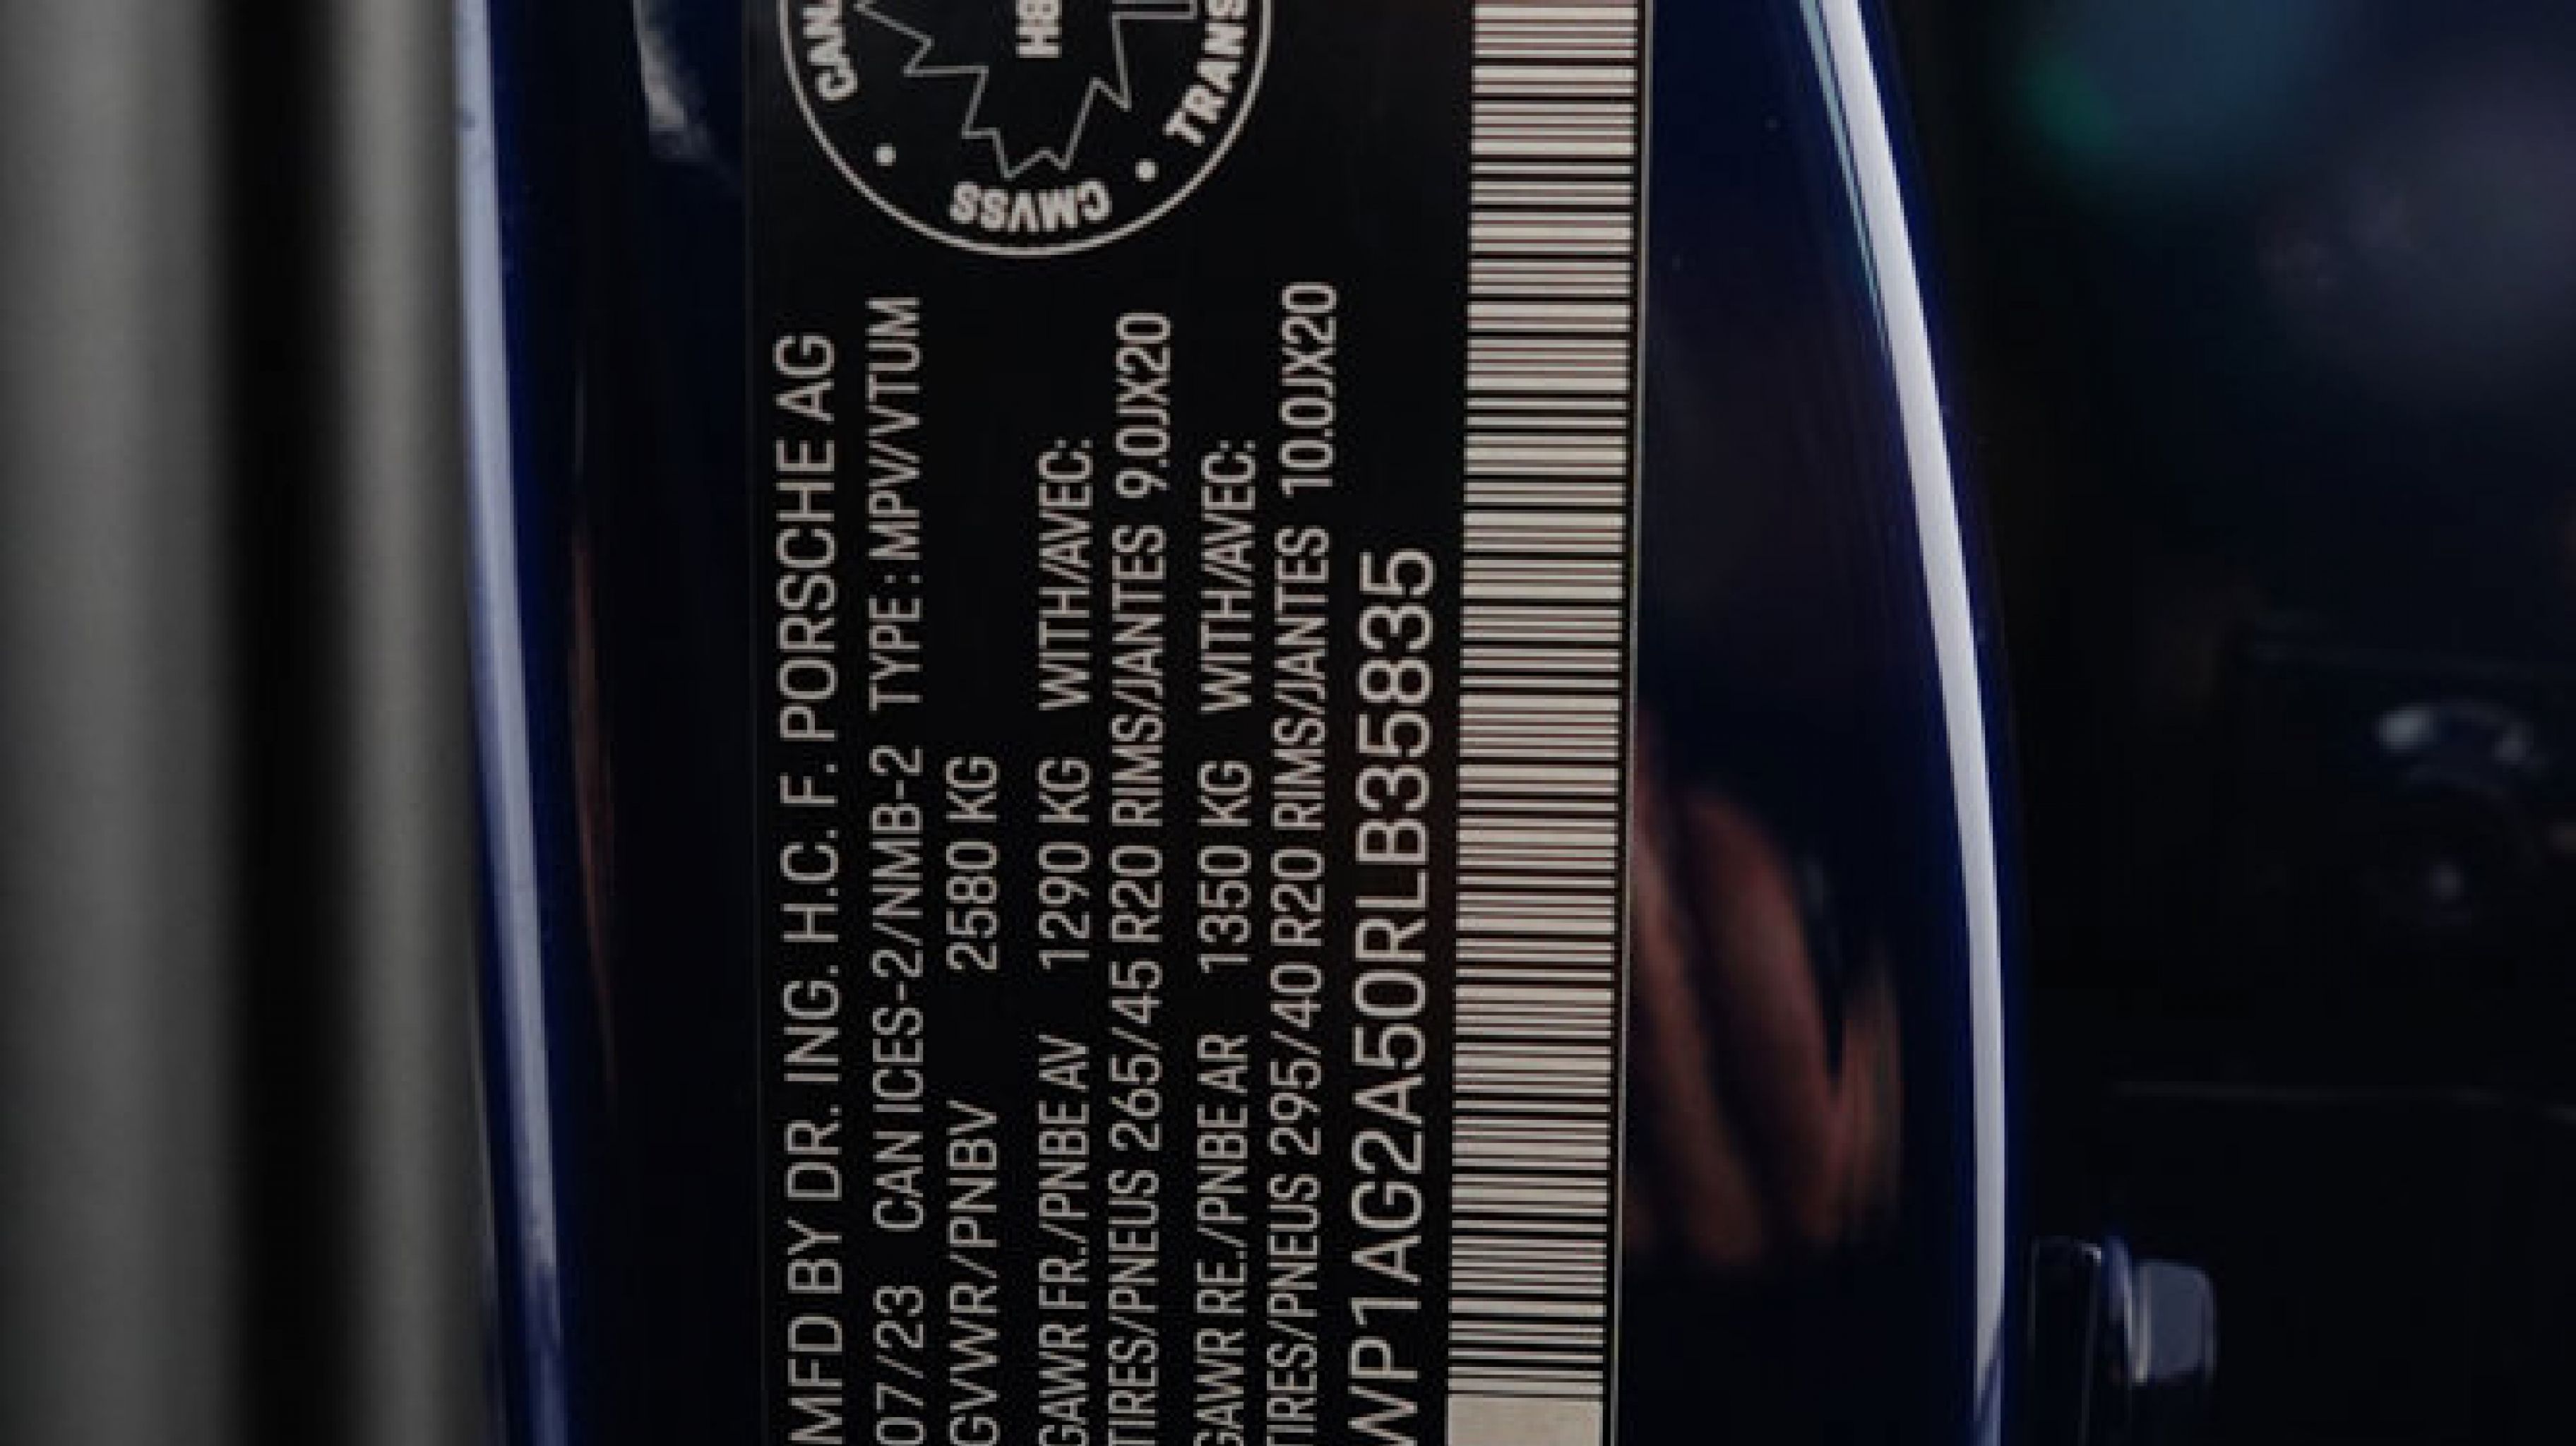 MFD BY DR. ING. H.C. F. PORSCHE AG
07/23 CAN ICES-2/NMB-2 TYPE : MPV/VTUM
GVWR/PNBV 2580 KG
GAWR FR./PNBE AV 1290 KG WITH/AVEC:
TIRES/PNEUS 265/45 R20 RIMS/JANTES 9.0JX20
GAWR RE./PNBE AR 1350 KG WITH/AVEC:
TIRES/PNEUS 295/40 R20 RIMS/JANTES 10.0JX20
WP1AG2A50RLB35835
CMVSS
TRANS
CAN